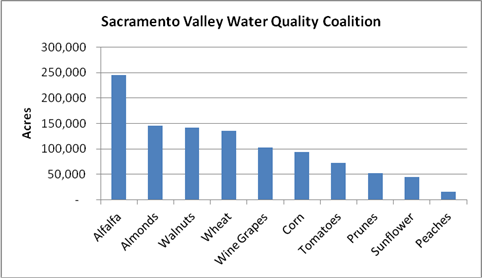 Sacramento Valley Water Quality Coalition
300,000
250,000
200,000
150,000
100,000
50,000
-
Acres
Alfalfa
Almonds
Walnuts
Wheat
Wine Grapes
Corn
Tomatoes
Prunes
Sunflower
Peaches